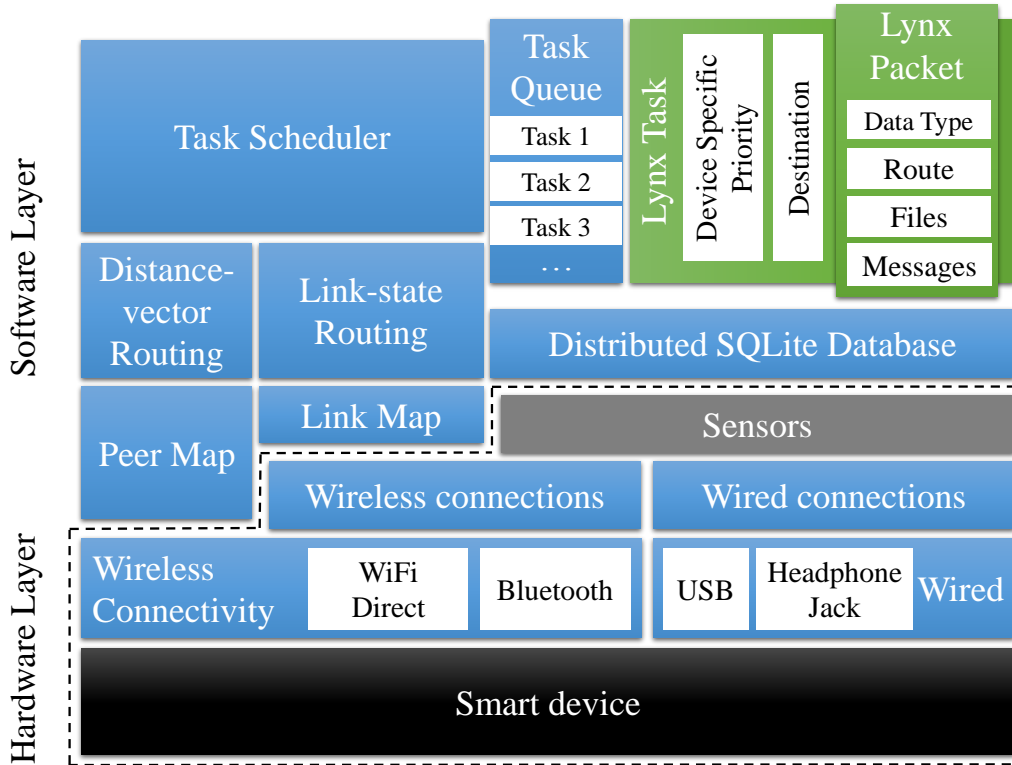 Software Layer
Hardware Layer
Task Scheduler
Task
Queue
Task 1
Task 2
Task 3
...
Lynx Task
Device Specific
Priority
Destination
Lynx
Packet
Data Type
Route
Files
Messages
Distance-
vector
Routing
Link-state
Routing
Distributed SQLite Database
Peer Map
Link Map
Sensors
Wireless connections
Wired connections
Wireless
Connectivity
WiFi
Direct
Bluetooth
USB
Headphone
Jack
Wired
Smart device